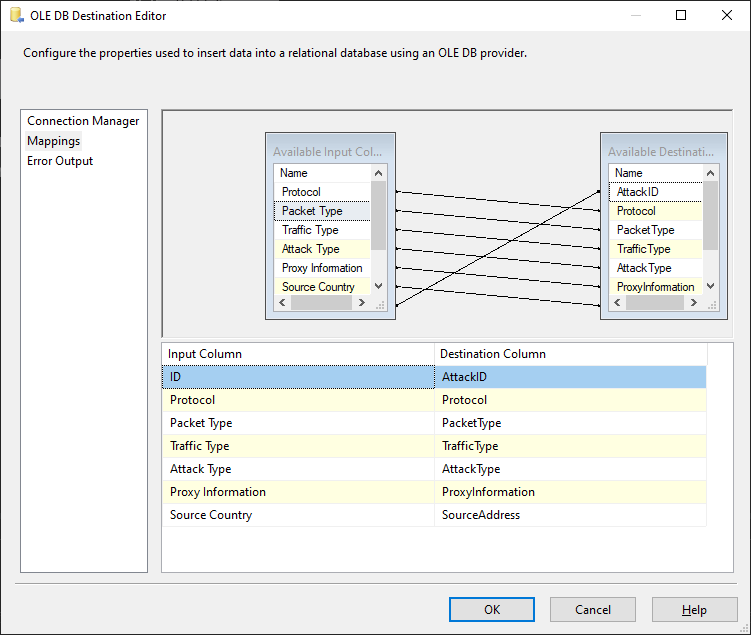 OLE DB Destination Editor
Configure the properties used to insert data into a relational database using an OLE DB provider.
Connection Manager
Mappings
Error Output
Available Input Col...
Name
Protocol
Packet Type
Traffic Type
Attack Type
Proxy Information
Source Country
Available Destinati...
Name
AttackID
Protocol
PacketType
TrafficType
AttackType
ProxyInformation
Input Column Destination Column
ID AttackID
Protocol Protocol
Packet Type PacketType
Traffic Type TrafficType
Attack Type AttackType
Proxy Information ProxyInformation
Source Country SourceAddress
OK Cancel Help